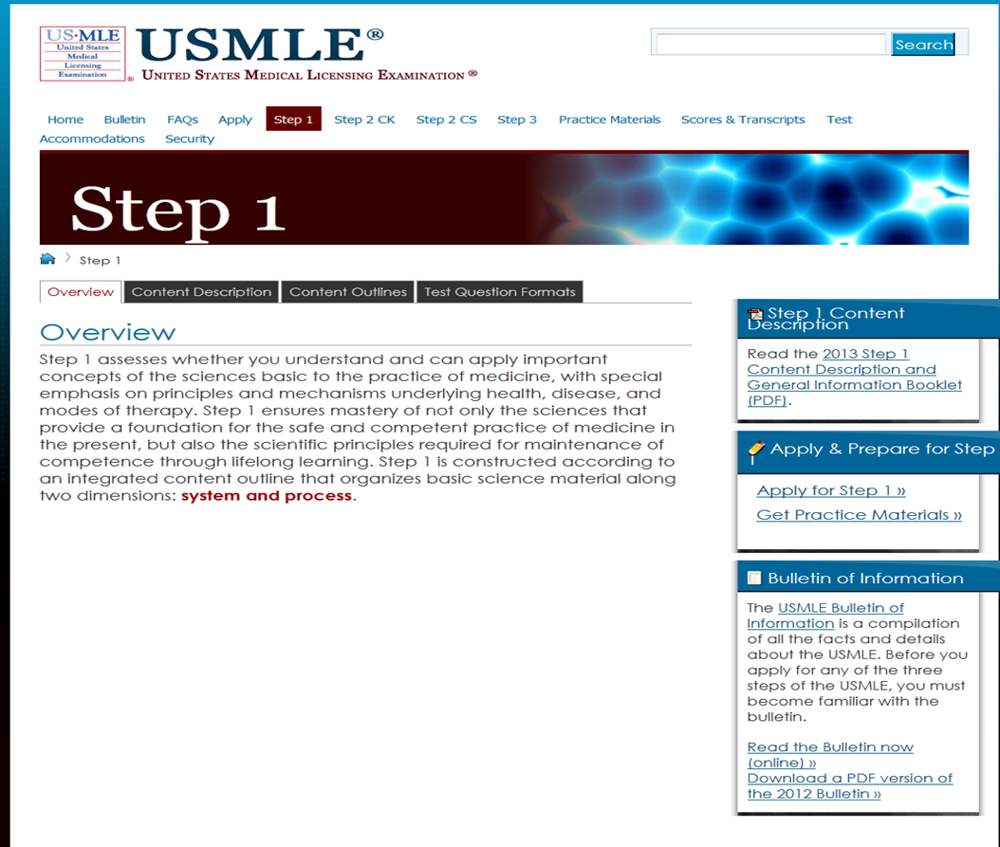 US·MLE
United States
Medical
Licensing
Examination
®
USMLE®
UNITED STATES MEDICAL LICENSING EXAMINATION ®
Search
Home Bulletin FAQs Apply Step 1 Step 2 CK Step 2 CS Step 3 Practice Materials Scores & Transcripts Test
Accommodations Security
Step 1
Step 1
Overview Content Description Content Outlines Test Question Formats
Overview
Step 1 assesses whether you understand and can apply important
concepts of the sciences basic to the practice of medicine, with special
emphasis on principles and mechanisms underlying health, disease, and
modes of therapy. Step 1 ensures mastery of not only the sciences that
provide a foundation for the safe and competent practice of medicine in
the present, but also the scientific principles required for maintenance of
competence through lifelong learning. Step 1 is constructed according to
an integrated content outline that organizes basic science material along
two dimensions: system and process.
Step 1 Content
Description
Read the 2013 Step 1
Content Description and
General Information Booklet
(PDF).
Apply & Prepare for Step
1
Apply for Step 1 »
Get Practice Materials »
Bulletin of Information
The USMLE Bulletin of
Information is a compilation
of all the facts and details
about the USMLE. Before you
apply for any of the three
steps of the USMLE, you must
become familiar with the
bulletin.
Read the Bulletin now
(online) »
Download a PDF version of
the 2012 Bulletin »